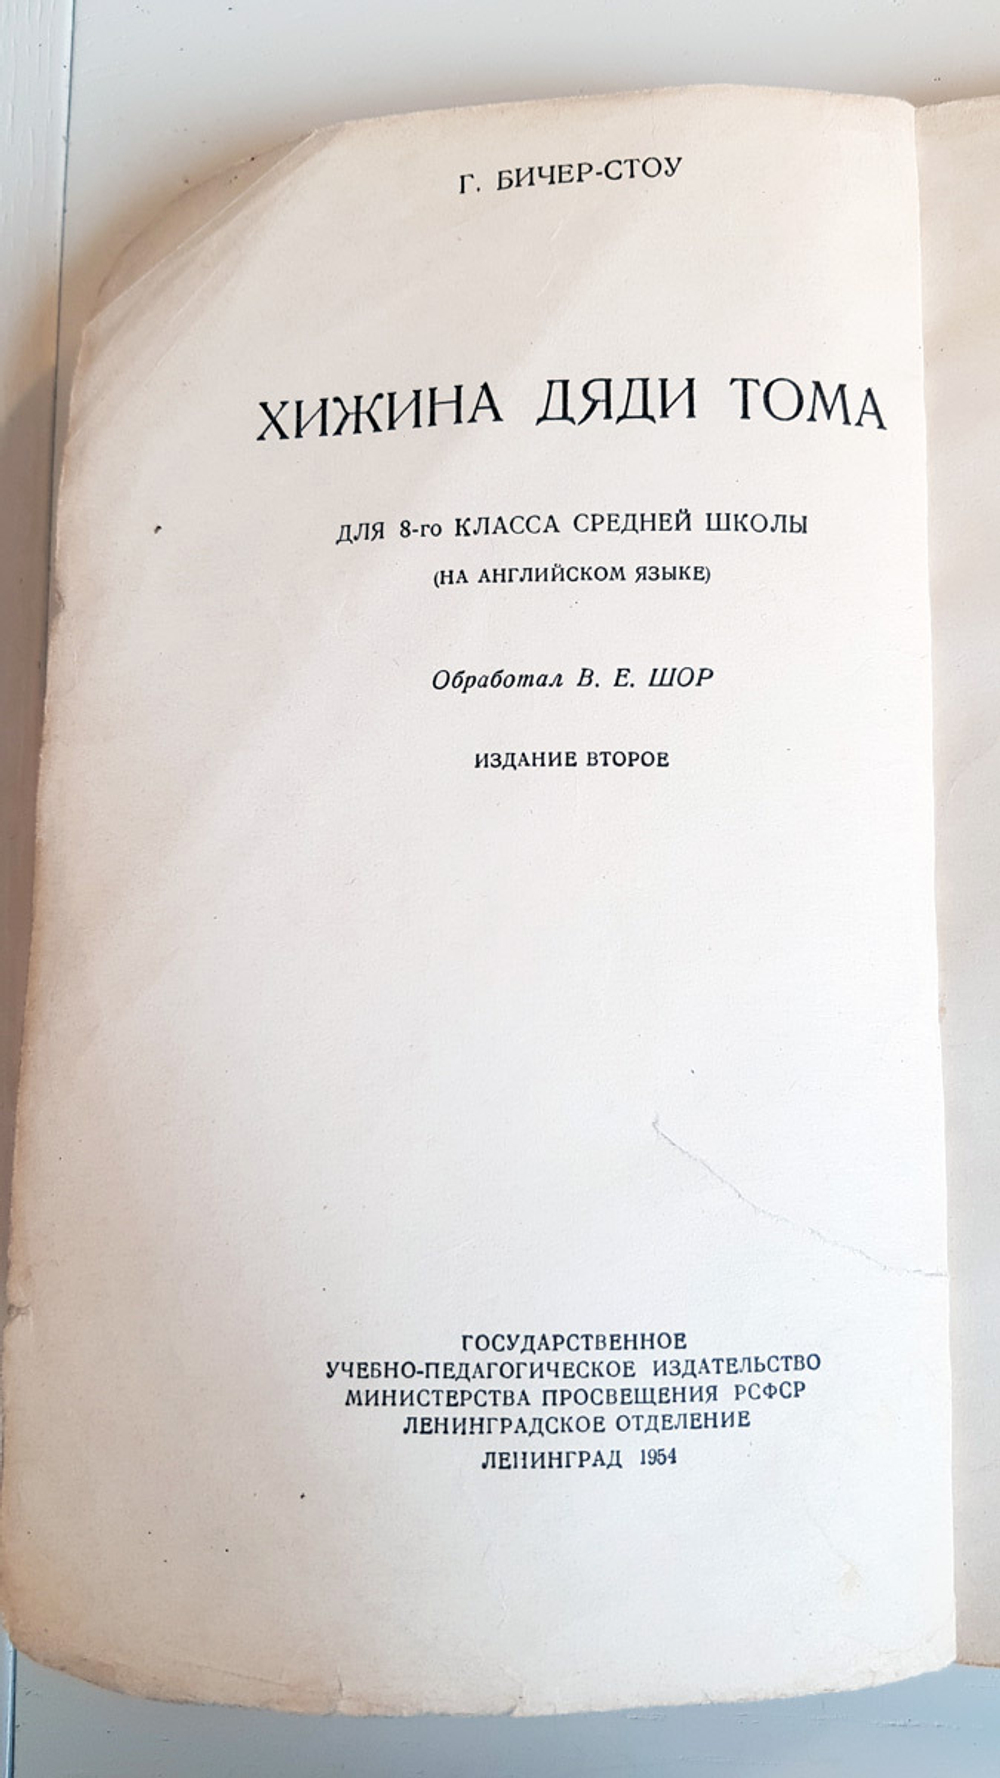 Г. БИЧЕР-СТОУ
ХИЖИНА ДЯДИ ТОМА
ДЛЯ 8-го КЛАССА СРЕДНЕЙ ШКОЛЫ
(НА АНГЛИЙСКОМ ЯЗЫКЕ)
Обработал В. Е. ШОР
ИЗДАНИЕ ВТОРОЕ
ГОСУДАРСТВЕННОЕ
УЧЕБНО-ПЕДАГОГИЧЕСКОЕ ИЗДАТЕЛЬСТВО
МИНИСТЕРСТВА ПРОСВЕЩЕНИЯ РСФСР
ЛЕНИНГРАДСКОЕ ОТДЕЛЕНИЕ
ЛЕНИНГРАД 1954